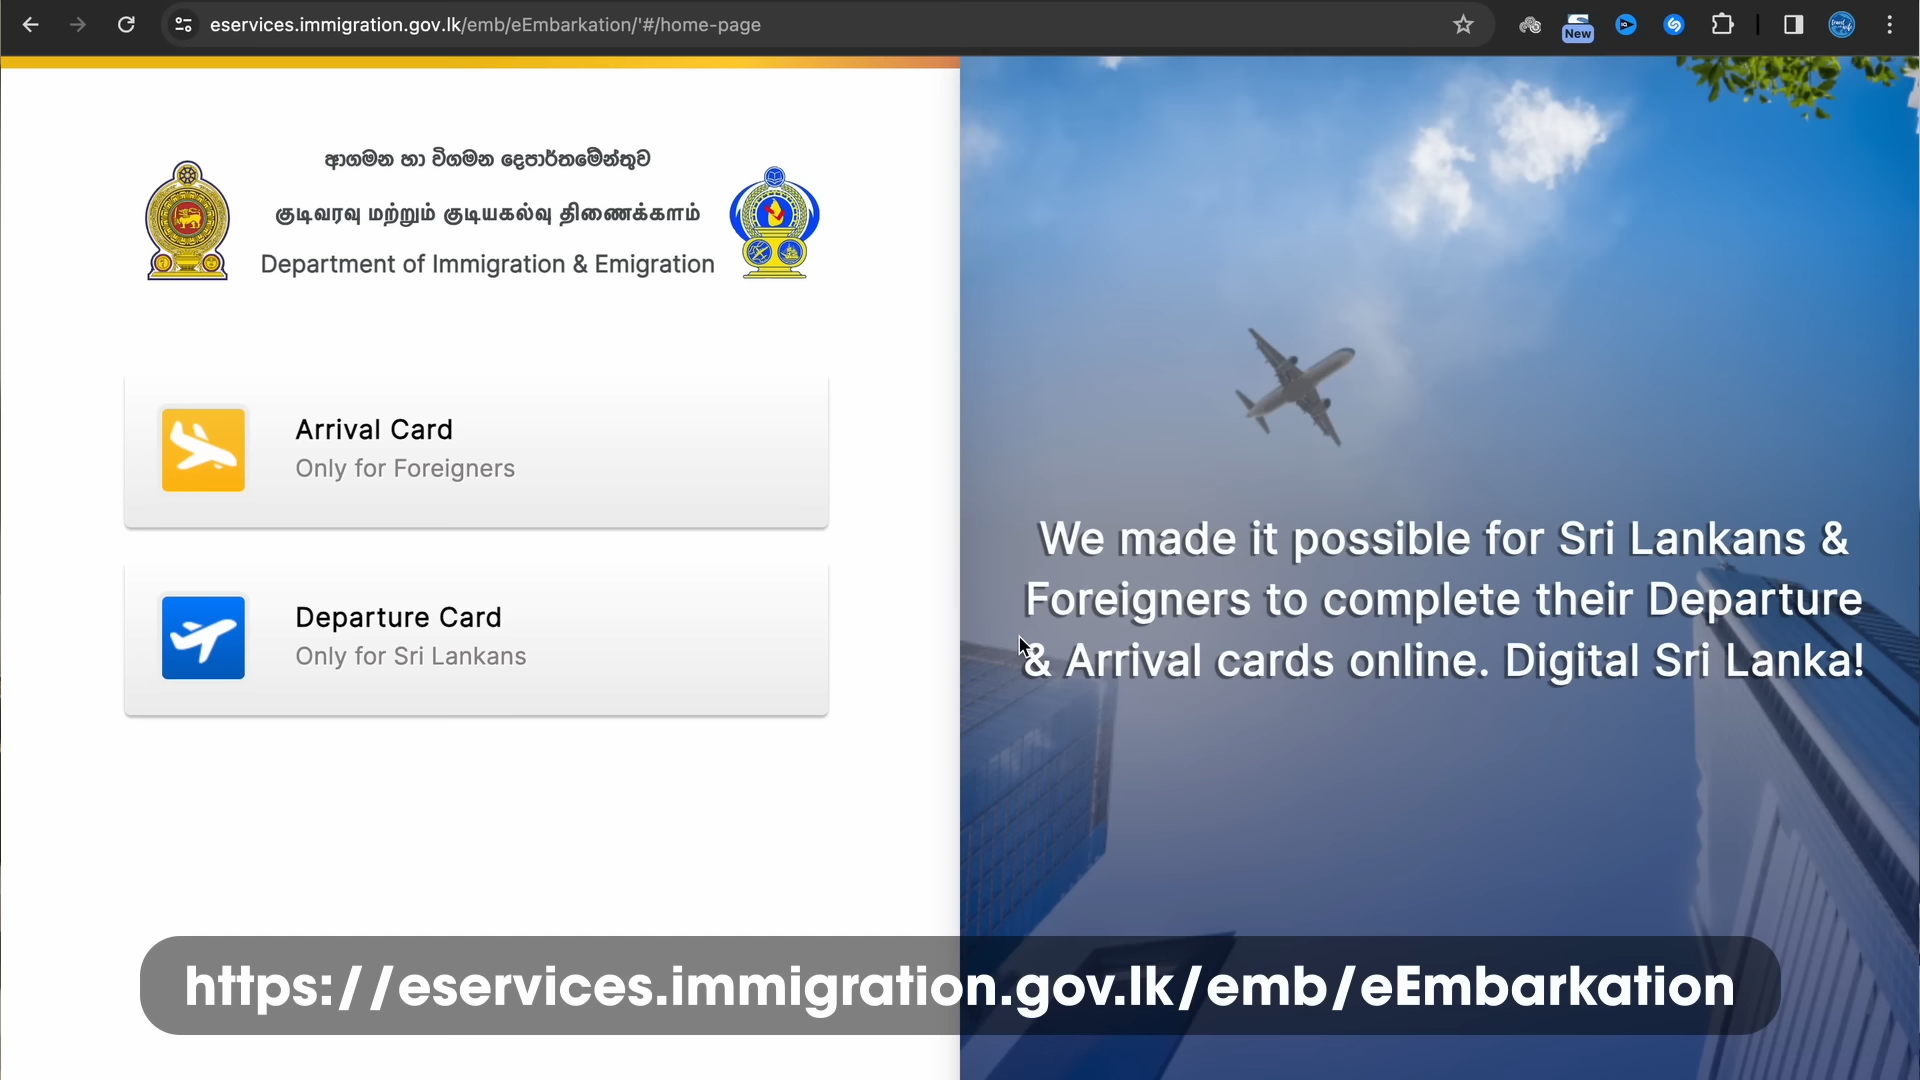 eservices.immigration.gov.lk/emb/eEmbarkation/'#/home-page
New
ආගමන හා විගමන දෙපාර්තමේන්තුව
குடிவரவு மற்றும் குடியகல்வு திணைக்களம்
Department of Immigration & Emigration
Arrival Card
Only for Foreigners
Departure Card
Only for Sri Lankans
We made it possible for Sri Lankans &
Foreigners to complete their Departure
& Arrival cards online. Digital Sri Lanka!
https://eservices.immigration.gov.lk/emb/eEmbarkation